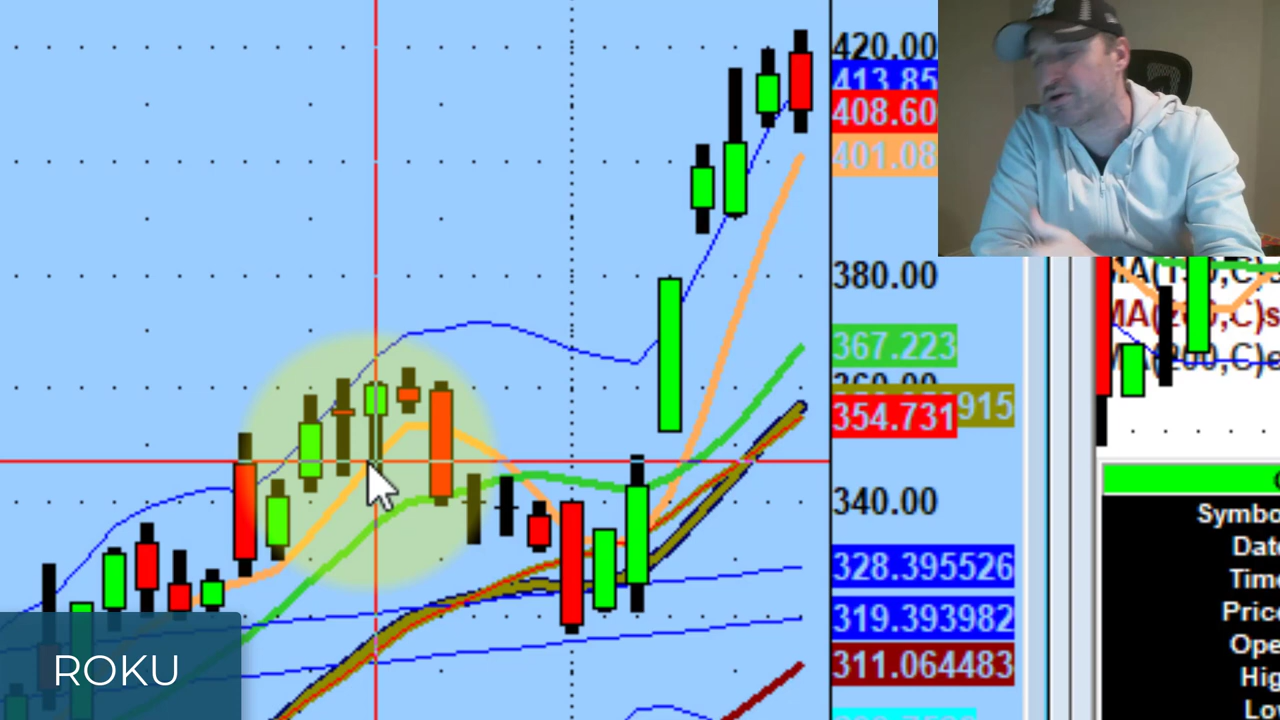 420.00
413.85
408.60
401.08
380.00
367.223
915
354.731
340.00
328.395526
319.393982
311.064483
ROKU
Symbo
Date
Time
Price
Ope
Hig
Lo